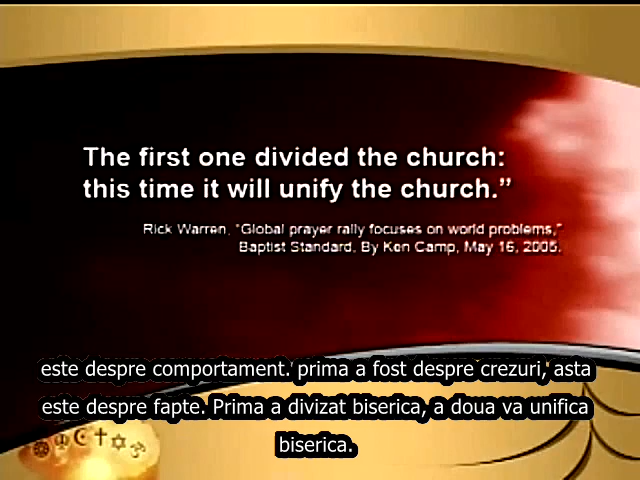 The first one divided the church:
this time it will unify the church.”
Rick Warren, “Global prayer rally focuses on world problems,”
Baptist Standard, By Ken Camp, May 16, 2005.
este despre comportament. prima a fost despre crezuri, asta
este despre fapte. Prima a divizat biserica, a doua va unifica
biserica.